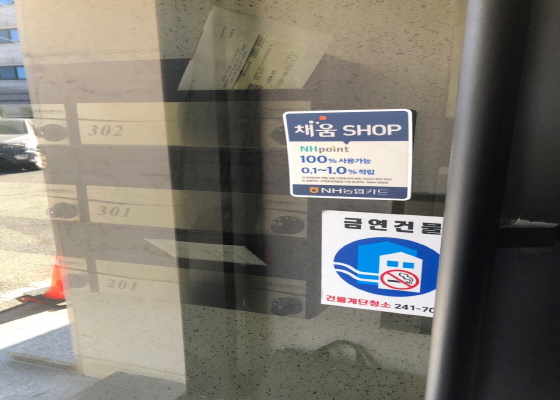 채움 SHOP
NHpoint
100% 사용가능
0.1~1.0% 적립
NH농협카드
금연건물
건물계단청소 241-70
302
301
201